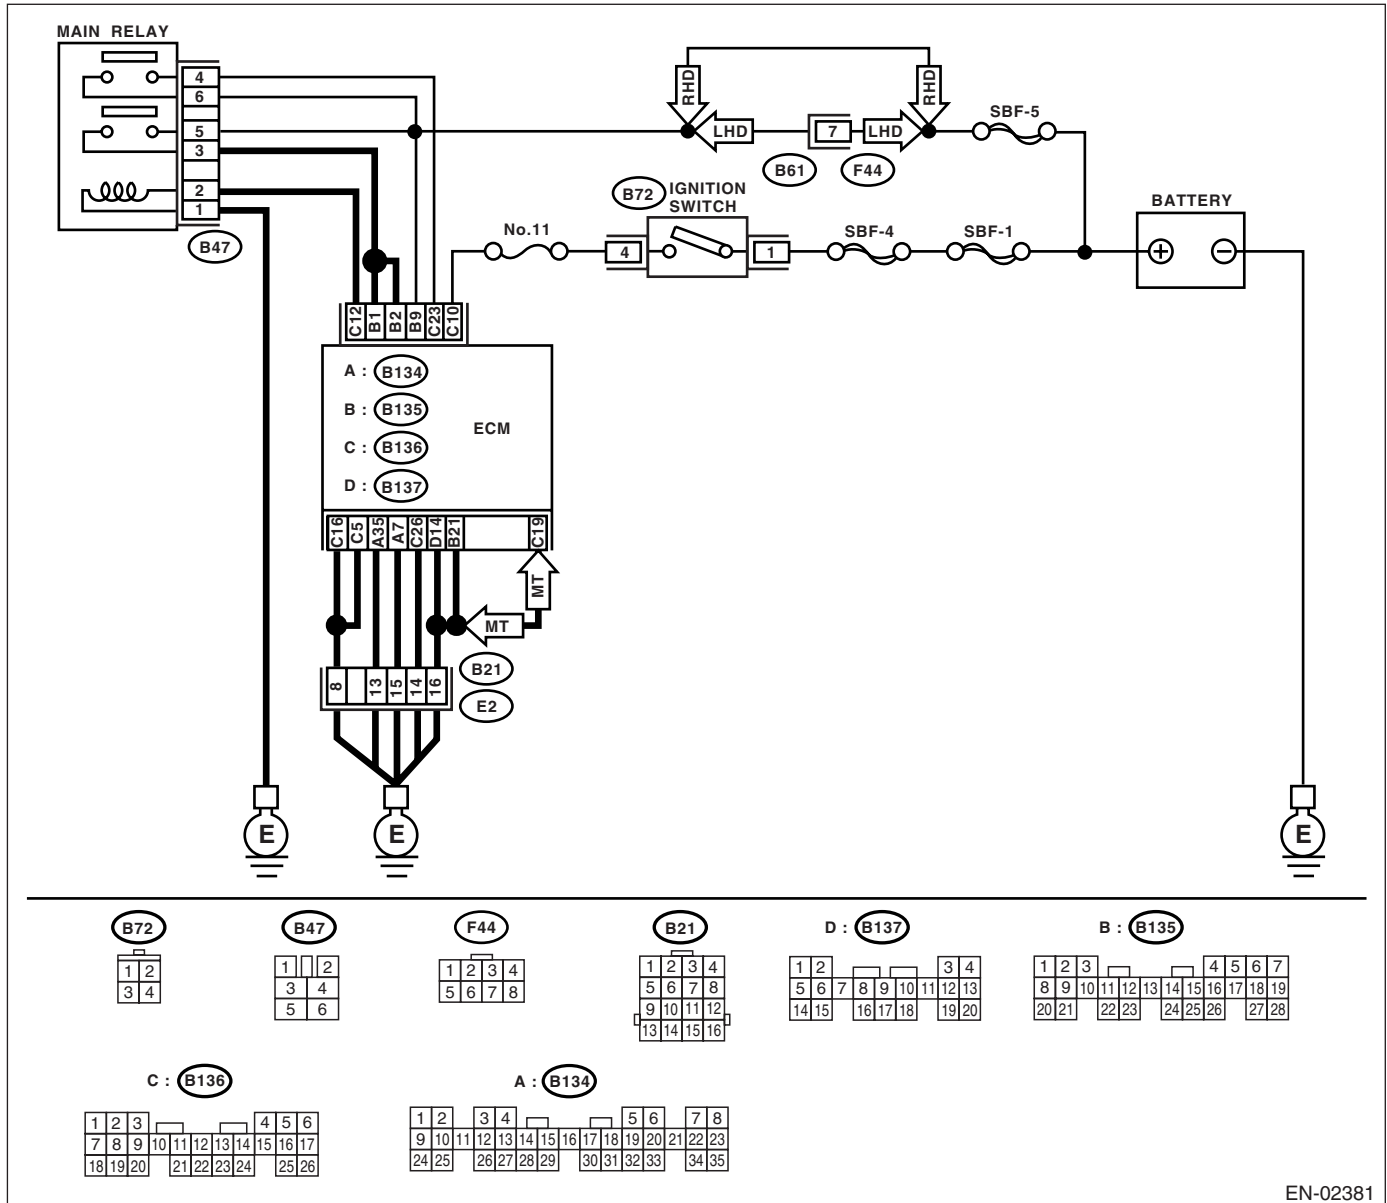 MAIN RELAY
4
6
5
3
2
1
B47
RHD
RHD
LHD
7
LHD
SBF-5
B61
F44
B72
IGNITION
SWITCH
BATTERY
No.11
4
1
SBF-4
SBF-1
+
−
C12
B1
B2
B9
C23
C10
A : B134
B : B135
C : B136
D : B137
ECM
C16
C5
A35
A7
C26
D14
B21
C19
MT
MT
8
13
15
14
16
B21
E2
E
E
E
B72
1 2
3 4
B47
1 2
3 4
5 6
F44
1 2 3 4
5 6 7 8
B21
1 2 3 4
5 6 7 8
9 10 11 12
13 14 15 16
D : B137
1 2 3 4
5 6 7 8 9 10 11 12 13
14 15 16 17 18 19 20
B : B135
1 2 3 4 5 6 7
8 9 10 11 12 13 14 15 16 17 18 19
20 21 22 23 24 25 26 27 28
C : B136
1 2 3 4 5 6
7 8 9 10 11 12 13 14 15 16 17
18 19 20 21 22 23 24 25 26
A : B134
1 2 3 4 5 6 7 8
9 10 11 12 13 14 15 16 17 18 19 20 21 22 23
24 25 26 27 28 29 30 31 32 33 34 35
EN-02381